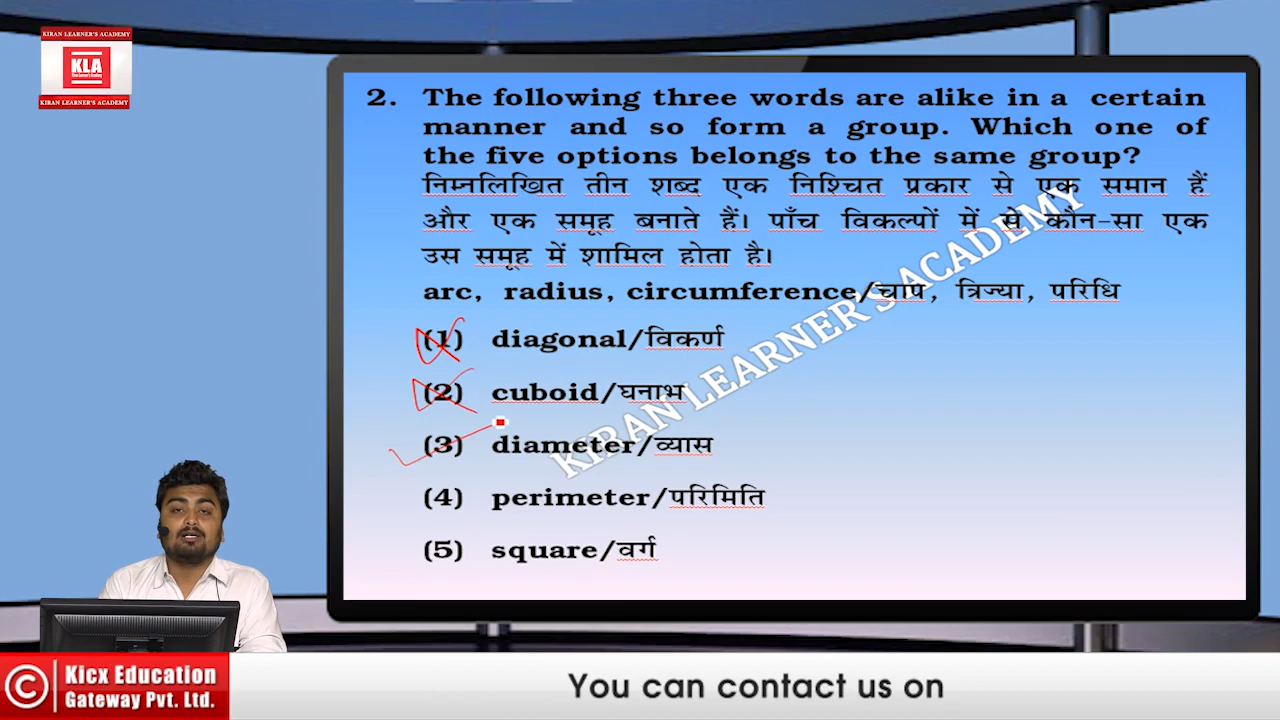 KIRAN LEARNER'S ACADEMY
KLA
Kiran Learner's Academy
KIRAN LEARNER'S ACADEMY
2. The following three words are alike in a certain
manner and so form a group. Which one of
the five options belongs to the same group?
निम्नलिखित तीन शब्द एक निश्चित प्रकार से एक समान हैं
और एक समूह बनाते हैं। पाँच विकल्पों में से कौन-सा एक
उस समूह में शामिल होता है।
arc, radius, circumference/चाप, त्रिज्या, परिधि
(1) diagonal/विकर्ण
(2) cuboid/घनाभ
(3) diameter/व्यास
(4) perimeter/परिमिति
(5) square/वर्ग
KIRAN LEARNER'S ACADEMY
© Kicx Education
Gateway Pvt. Ltd.
You can contact us on